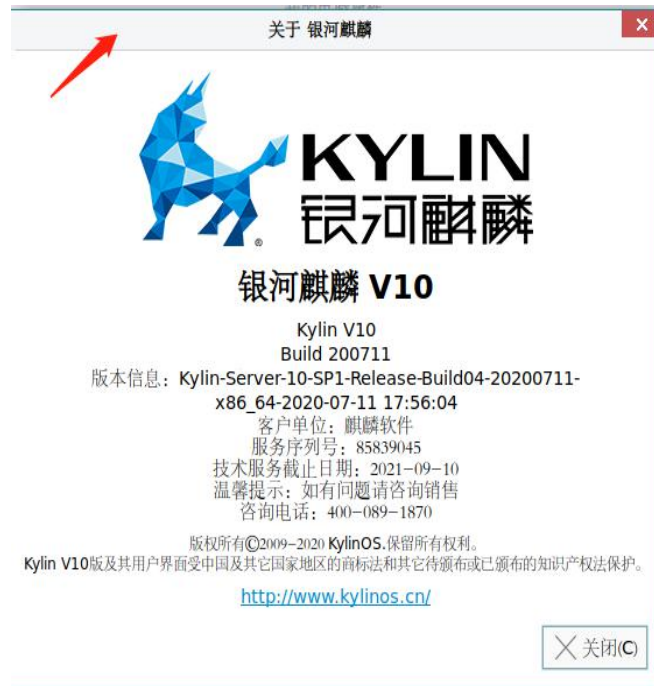 关于 银河麒麟
KYLIN
银河麒麟
银河麒麟 V10
Kylin V10
Build 200711
版本信息：Kylin-Server-10-SP1-Release-Build04-20200711-
x86_64-2020-07-11 17:56:04
客户单位：麒麟软件
服务序列号：85839045
技术服务截止日期：2021-09-10
温馨提示：如有问题请咨询销售
咨询电话：400-089-1870
版权所有©2009-2020 KylinOS.保留所有权利。
Kylin V10版及其用户界面受中国及其它国家地区的商标法和其它待颁布或已颁布的知识产权法保护。
http://www.kylinos.cn/
关闭(C)